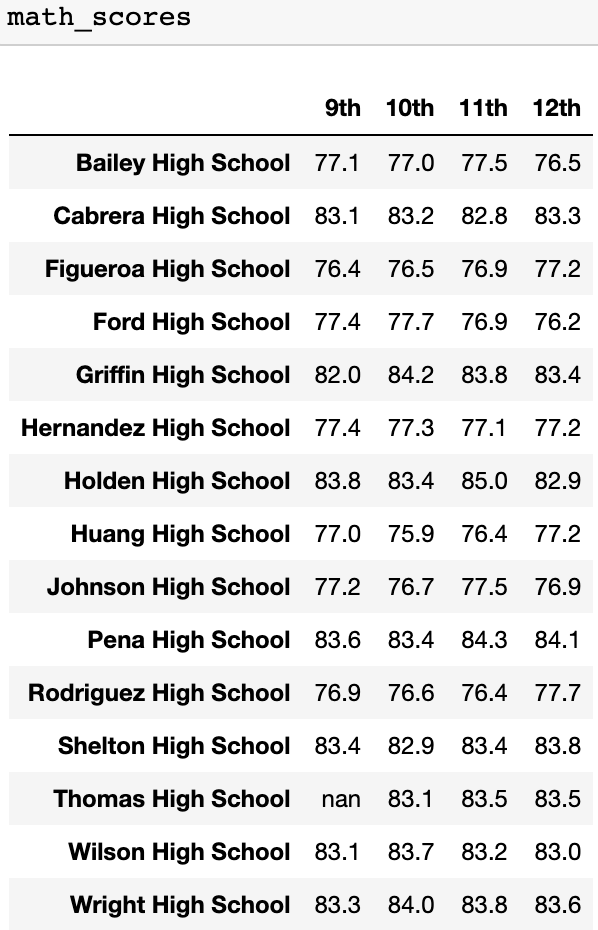 math_scores
9th 10th 11th 12th
Bailey High School 77.1 77.0 77.5 76.5
Cabrera High School 83.1 83.2 82.8 83.3
Figueroa High School 76.4 76.5 76.9 77.2
Ford High School 77.4 77.7 76.9 76.2
Griffin High School 82.0 84.2 83.8 83.4
Hernandez High School 77.4 77.3 77.1 77.2
Holden High School 83.8 83.4 85.0 82.9
Huang High School 77.0 75.9 76.4 77.2
Johnson High School 77.2 76.7 77.5 76.9
Pena High School 83.6 83.4 84.3 84.1
Rodriguez High School 76.9 76.6 76.4 77.7
Shelton High School 83.4 82.9 83.4 83.8
Thomas High School nan 83.1 83.5 83.5
Wilson High School 83.1 83.7 83.2 83.0
Wright High School 83.3 84.0 83.8 83.6